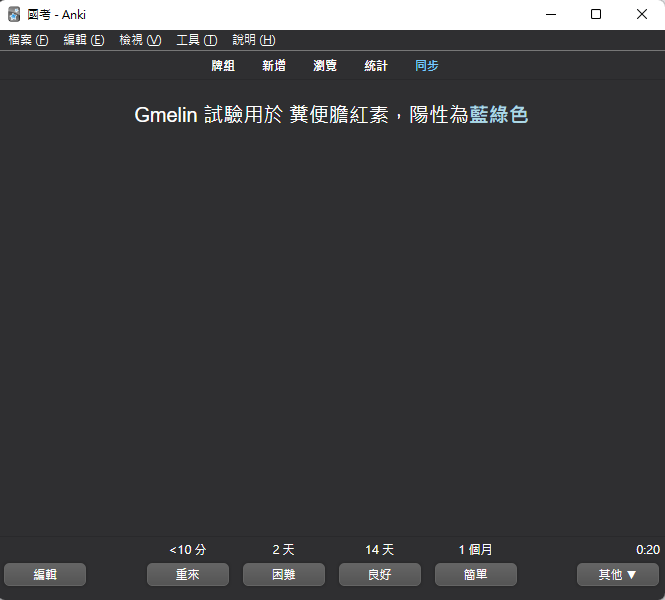 國考 - Anki
檔案 (F) 編輯 (E) 檢視 (V) 工具 (T) 說明 (H)
牌組 新增 瀏覽 統計 同步
Gmelin 試驗用於 糞便膽紅素，陽性為藍綠色
<10 分 2 天 14 天 1 個月 0:20
編輯 重來 困難 良好 簡單 其他 ▼